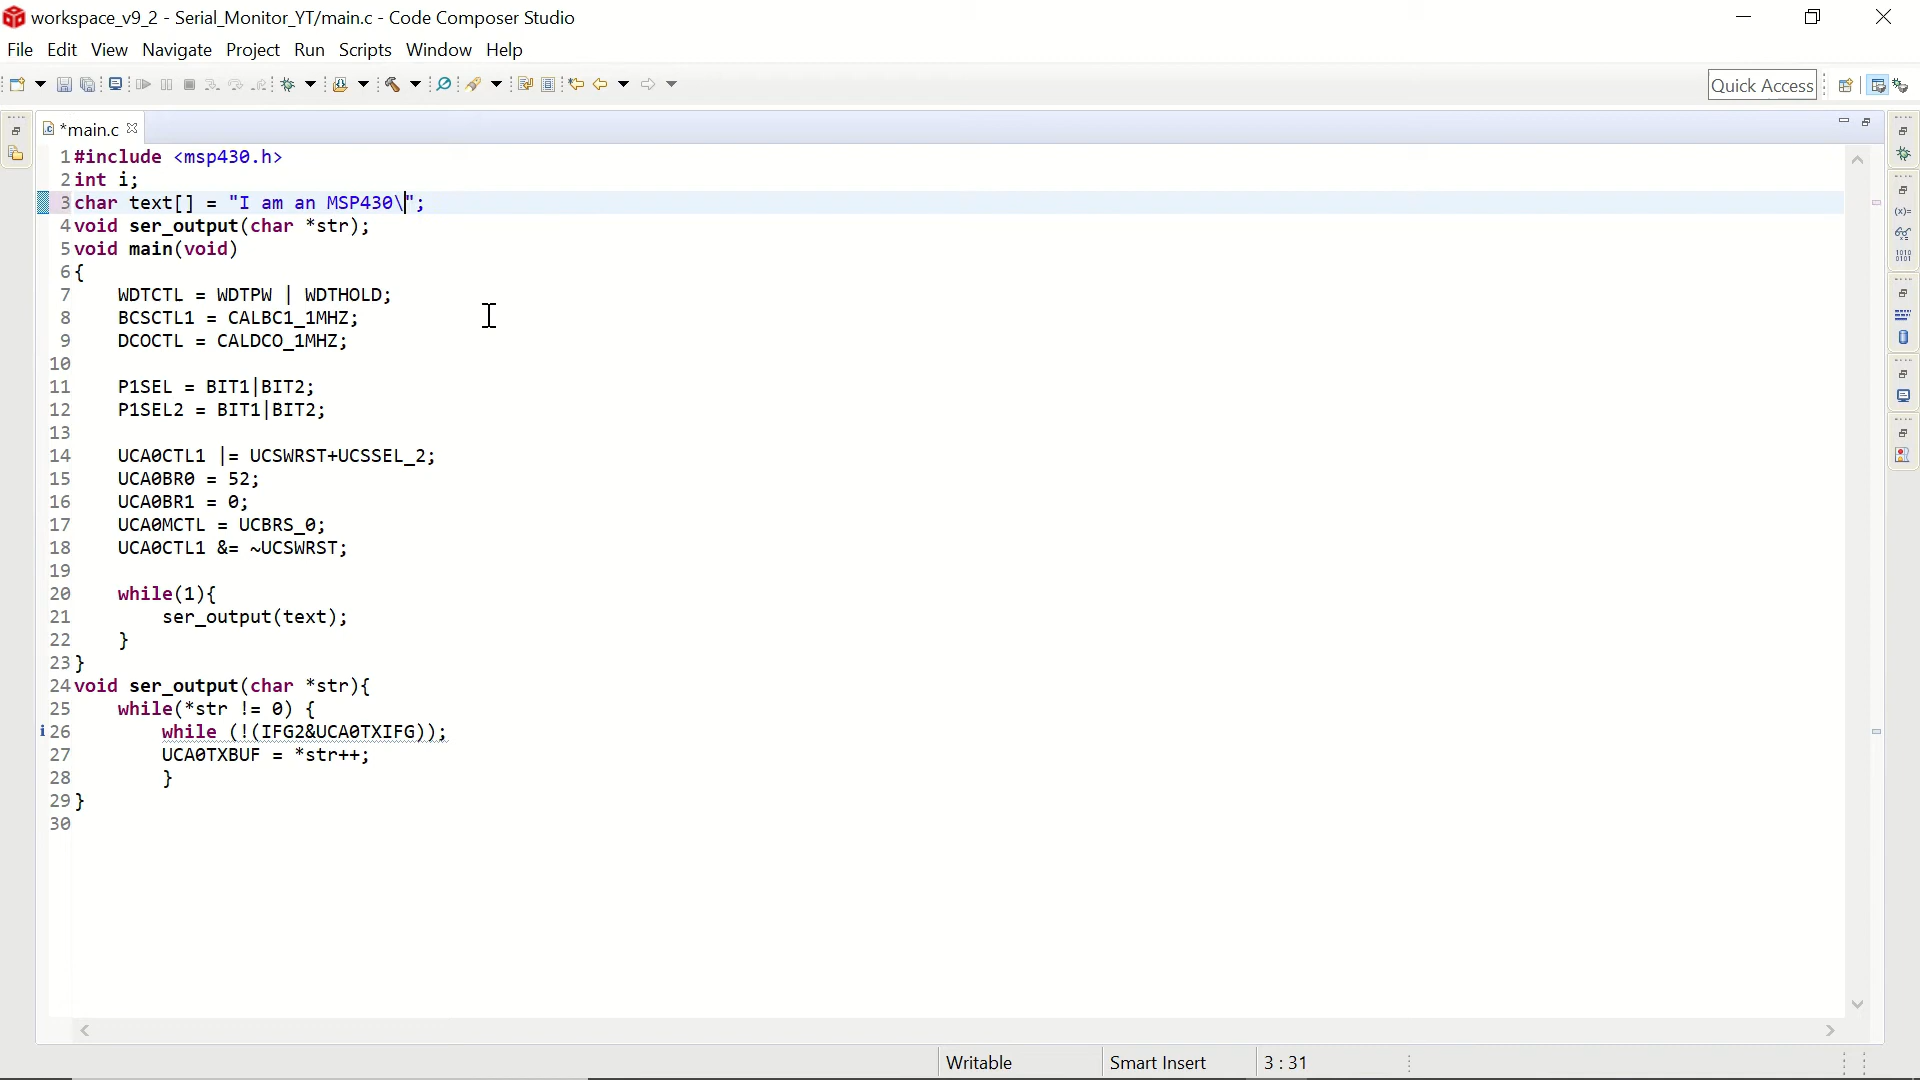 workspace_v9_2 - Serial_Monitor_YT/main.c - Code Composer Studio
File Edit View Navigate Project Run Scripts Window Help
Quick Access
*main.c
1 #include <msp430.h>
2 int i;
3 char text[] = "I am an MSP430\";
4 void ser_output(char *str);
5 void main(void)
6 {
7     WDTCTL = WDTPW | WDTHOLD;
8     BCSCTL1 = CALBC1_1MHZ;
9     DCOCTL = CALDCO_1MHZ;
10
11     P1SEL = BIT1|BIT2;
12     P1SEL2 = BIT1|BIT2;
13
14     UCA0CTL1 |= UCSWRST+UCSSEL_2;
15     UCA0BR0 = 52;
16     UCA0BR1 = 0;
17     UCA0MCTL = UCBRS_0;
18     UCA0CTL1 &= ~UCSWRST;
19
20     while(1){
21         ser_output(text);
22     }
23 }
24 void ser_output(char *str){
25     while(*str != 0) {
26         while (!(IFG2&UCA0TXIFG));
27         UCA0TXBUF = *str++;
28         }
29 }
30
Writable Smart Insert 3 : 31